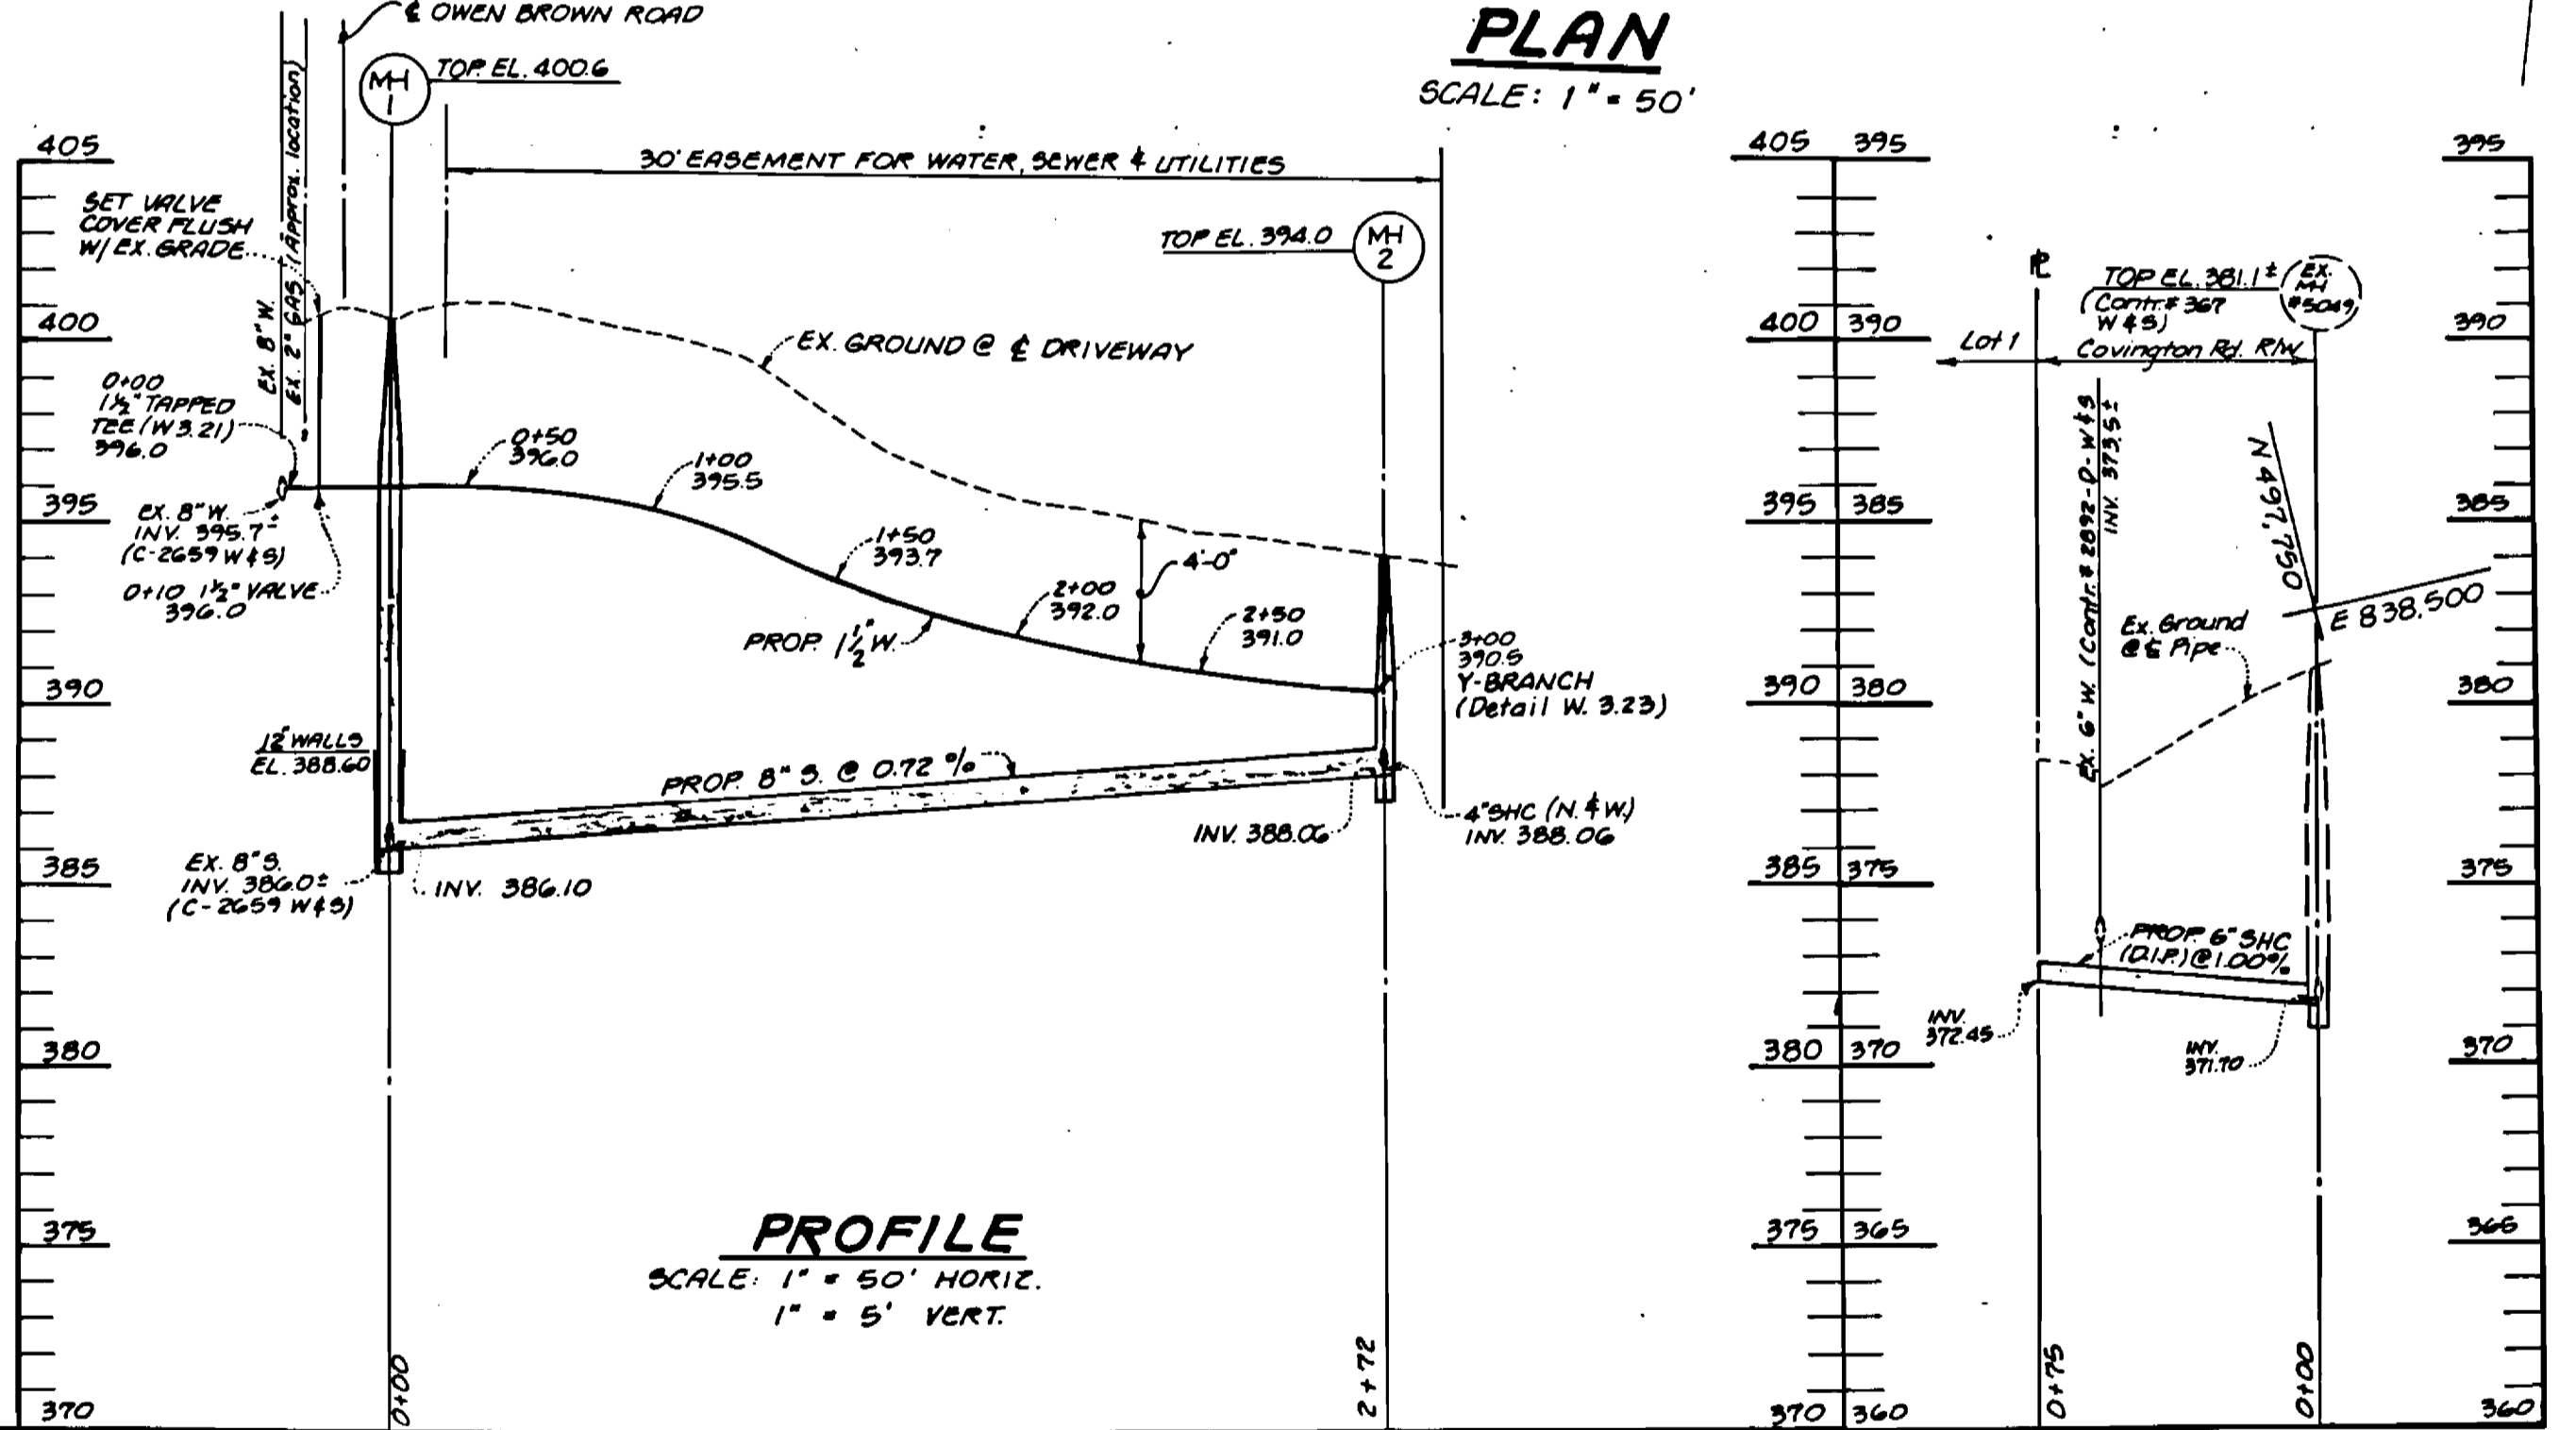 ℄ OWEN BROWN ROAD
PLAN
SCALE: 1" = 50'
MH
1
TOP EL. 400.6
EX. 8" W.
EX. 2" GAS (Approx. location)
30' EASEMENT FOR WATER, SEWER & UTILITIES
405
400
395
390
385
380
375
370
SET VALVE
COVER FLUSH
W/ EX. GRADE
0+00
1½" TAPPED
TEE (W 3.21)
396.0
EX. 8" W.
INV. 395.7±
(C-2659 W&S)
0+10 1½" VALVE
396.0
TOP EL. 394.0
MH
2
EX. GROUND @ ℄ DRIVEWAY
0+50
396.0
1+00
395.5
1+50
393.7
2+00
392.0
2+50
391.0
4'-0"
PROP. 1½" W.
3+00
390.5
Y-BRANCH
(Detail W. 3.23)
12" WALLS
EL. 388.60
PROP. 8" S. @ 0.72 %
EX. 8" S.
INV. 386.0±
(C-2659 W&S)
INV. 386.10
INV. 388.06
4" SHC (N. & W.)
INV. 388.06
PROFILE
SCALE: 1" = 50' HORIZ.
1" = 5' VERT.
0+00
2+72
405 395
400 390
395 385
390 380
385 375
380 370
375 365
370 360
℄
TOP EL. 381.1±
(Contr.# 367
W&S)
EX.
MH
#5049
Lot 1
Covington Rd. R/W
EX. 6" W. (Contr.# 2892-D-W&S
INV. 373.5±
N 497,750
E 838.500
Ex. Ground
@ ℄ Pipe
PROP. 6" SHC
(D.I.P.) @ 1.00%
INV.
372.45
INV.
371.70
0+75
0+00
395
390
385
380
375
370
365
360